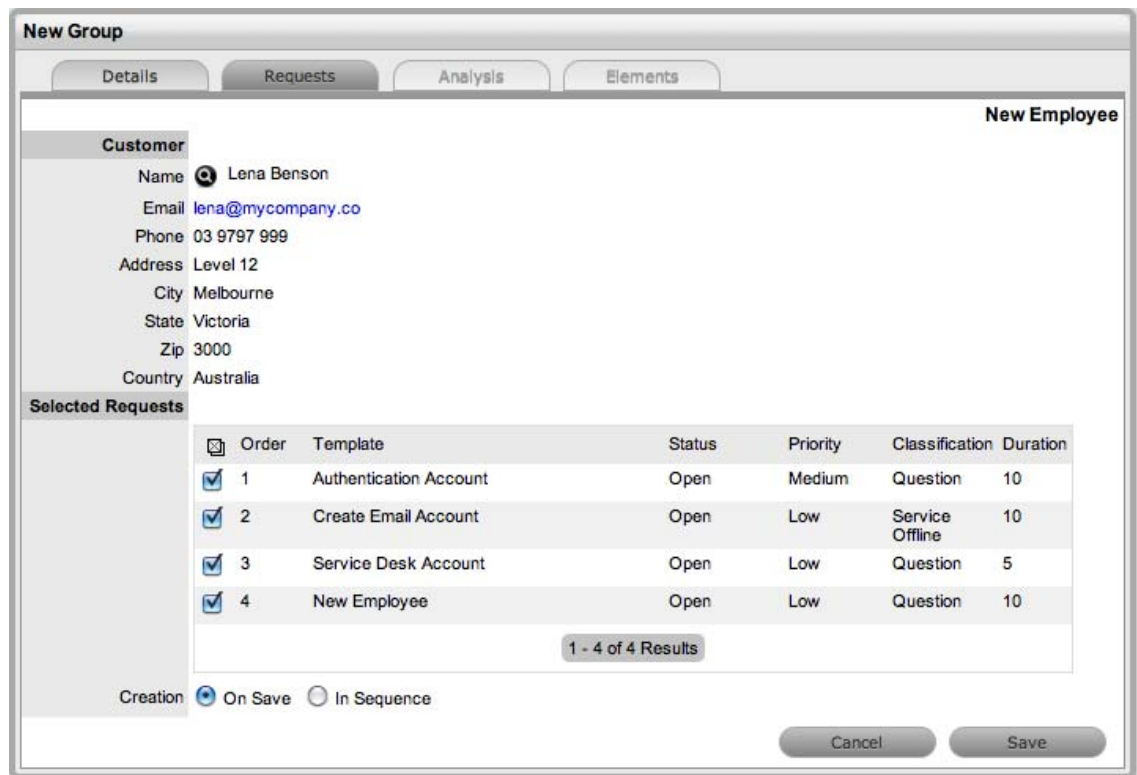 New Group
Details Requests Analysis Elements
New Employee
Customer
Name Lena Benson
Email lena@mycompany.co
Phone 03 9797 999
Address Level 12
City Melbourne
State Victoria
Zip 3000
Country Australia
Selected Requests
Order Template Status Priority Classification Duration
1 Authentication Account Open Medium Question 10
2 Create Email Account Open Low Service Offline 10
3 Service Desk Account Open Low Question 5
4 New Employee Open Low Question 10
1 - 4 of 4 Results
Creation On Save In Sequence
Cancel Save